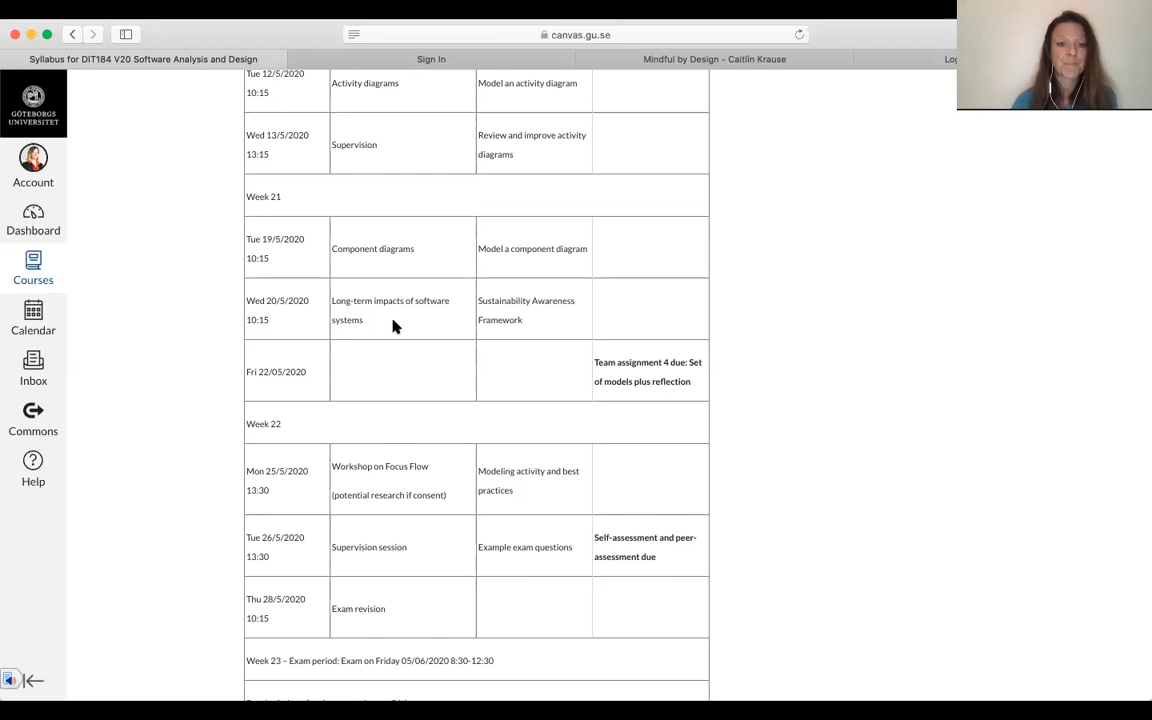 canvas.gu.se
Syllabus for DIT184 V20 Software Analysis and Design
Sign In
Mindful by Design - Caitlin Krause
GÖTEBORGS
UNIVERSITET
Account
Dashboard
Courses
Calendar
Inbox
Commons
Help
Tue 12/5/2020
10:15
Activity diagrams
Model an activity diagram
Wed 13/5/2020
13:15
Supervision
Review and improve activity
diagrams
Week 21
Tue 19/5/2020
10:15
Component diagrams
Model a component diagram
Wed 20/5/2020
10:15
Long-term impacts of software
systems
Sustainability Awareness
Framework
Fri 22/05/2020
Team assignment 4 due: Set
of models plus reflection
Week 22
Mon 25/5/2020
13:30
Workshop on Focus Flow
(potential research if consent)
Modeling activity and best
practices
Tue 26/5/2020
13:30
Supervision session
Example exam questions
Self-assessment and peer-
assessment due
Thu 28/5/2020
10:15
Exam revision
Week 23 – Exam period: Exam on Friday 05/06/2020 8:30-12:30